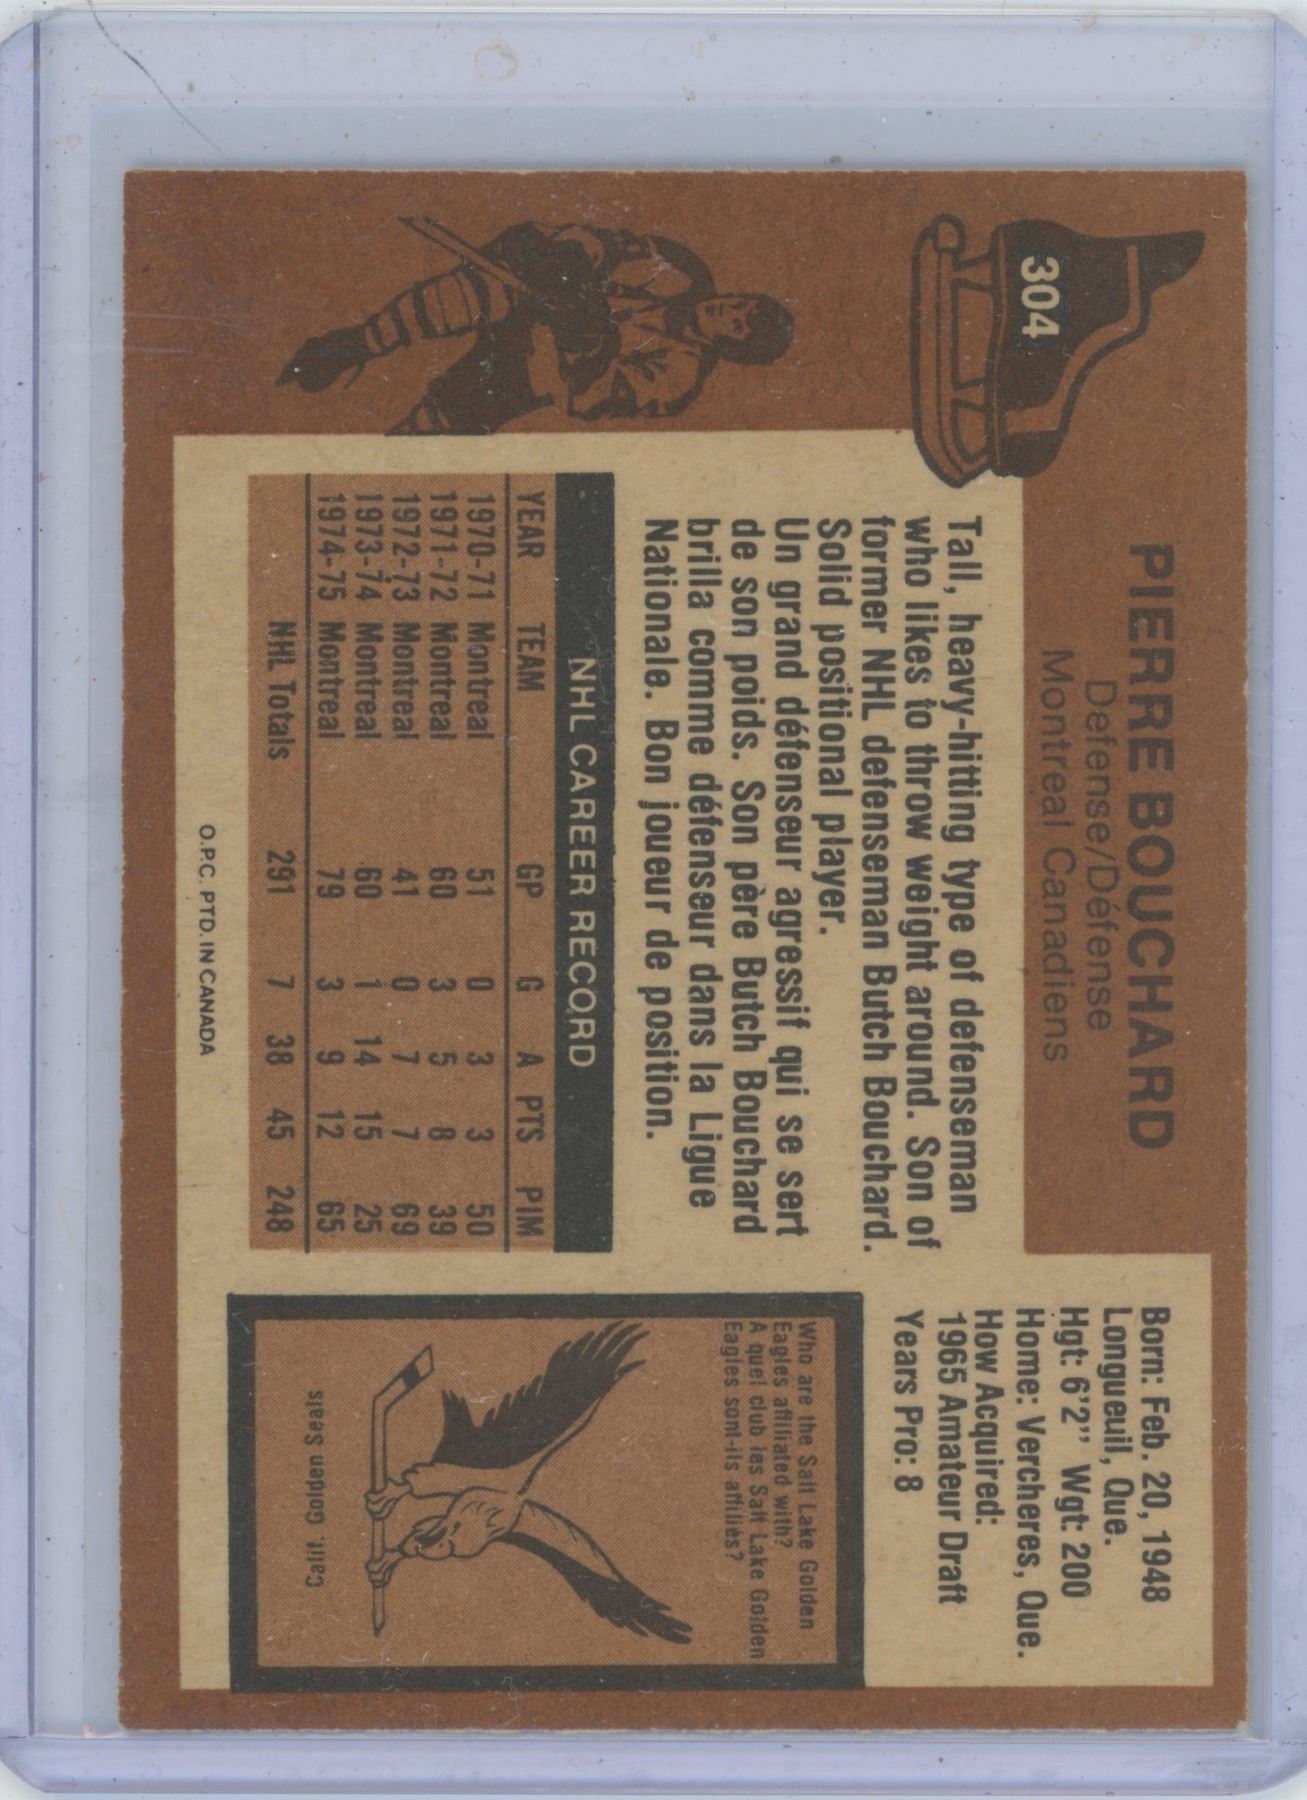 304
PIERRE BOUCHARD
Defense/Défense
Montreal Canadiens
Tall, heavy-hitting type of defenseman
who likes to throw weight around. Son of
former NHL defenseman Butch Bouchard.
Solid positional player.
Un grand défenseur agressif qui se sert
de son poids. Son père Butch Bouchard
brilla comme défenseur dans la Ligue
Nationale. Bon joueur de position.
NHL CAREER RECORD
YEAR TEAM GP G A PTS PIM
1970-71 Montreal 51 0 3 3 50
1971-72 Montreal 60 3 5 8 39
1972-73 Montreal 41 0 7 7 69
1973-74 Montreal 60 1 14 15 25
1974-75 Montreal 79 3 9 12 65
NHL Totals 291 7 38 45 248
O.P.C. PTD. IN CANADA
Born: Feb. 20, 1948
Longueuil, Que.
Hgt: 6'2" Wgt: 200
Home: Vercheres, Que.
How Acquired:
1965 Amateur Draft
Years Pro: 8
Who are the Salt Lake Golden
Eagles affiliated with?
A quel club les Salt Lake Golden
Eagles sont-ils affiliés?
Calif. Golden Seals